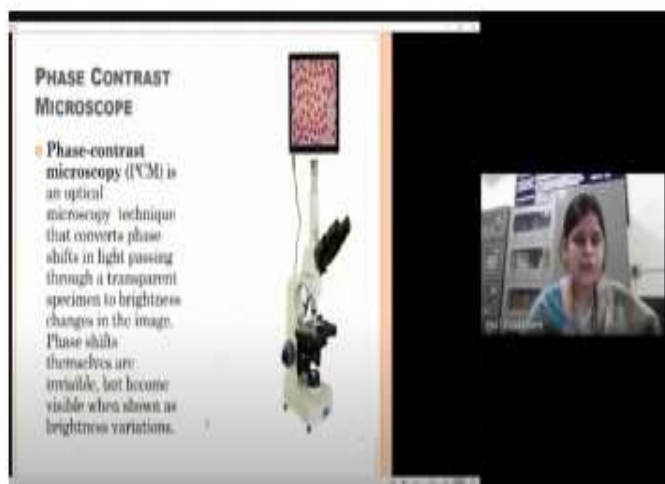 PHASE CONTRAST
MICROSCOPE
Phase-contrast
microscopy (PCM) is
an optical
microscopy technique
that converts phase
shifts in light passing
through a transparent
specimen to brightness
changes in the image.
Phase shifts
themselves are
invisible, but become
visible when shown as
brightness variations.